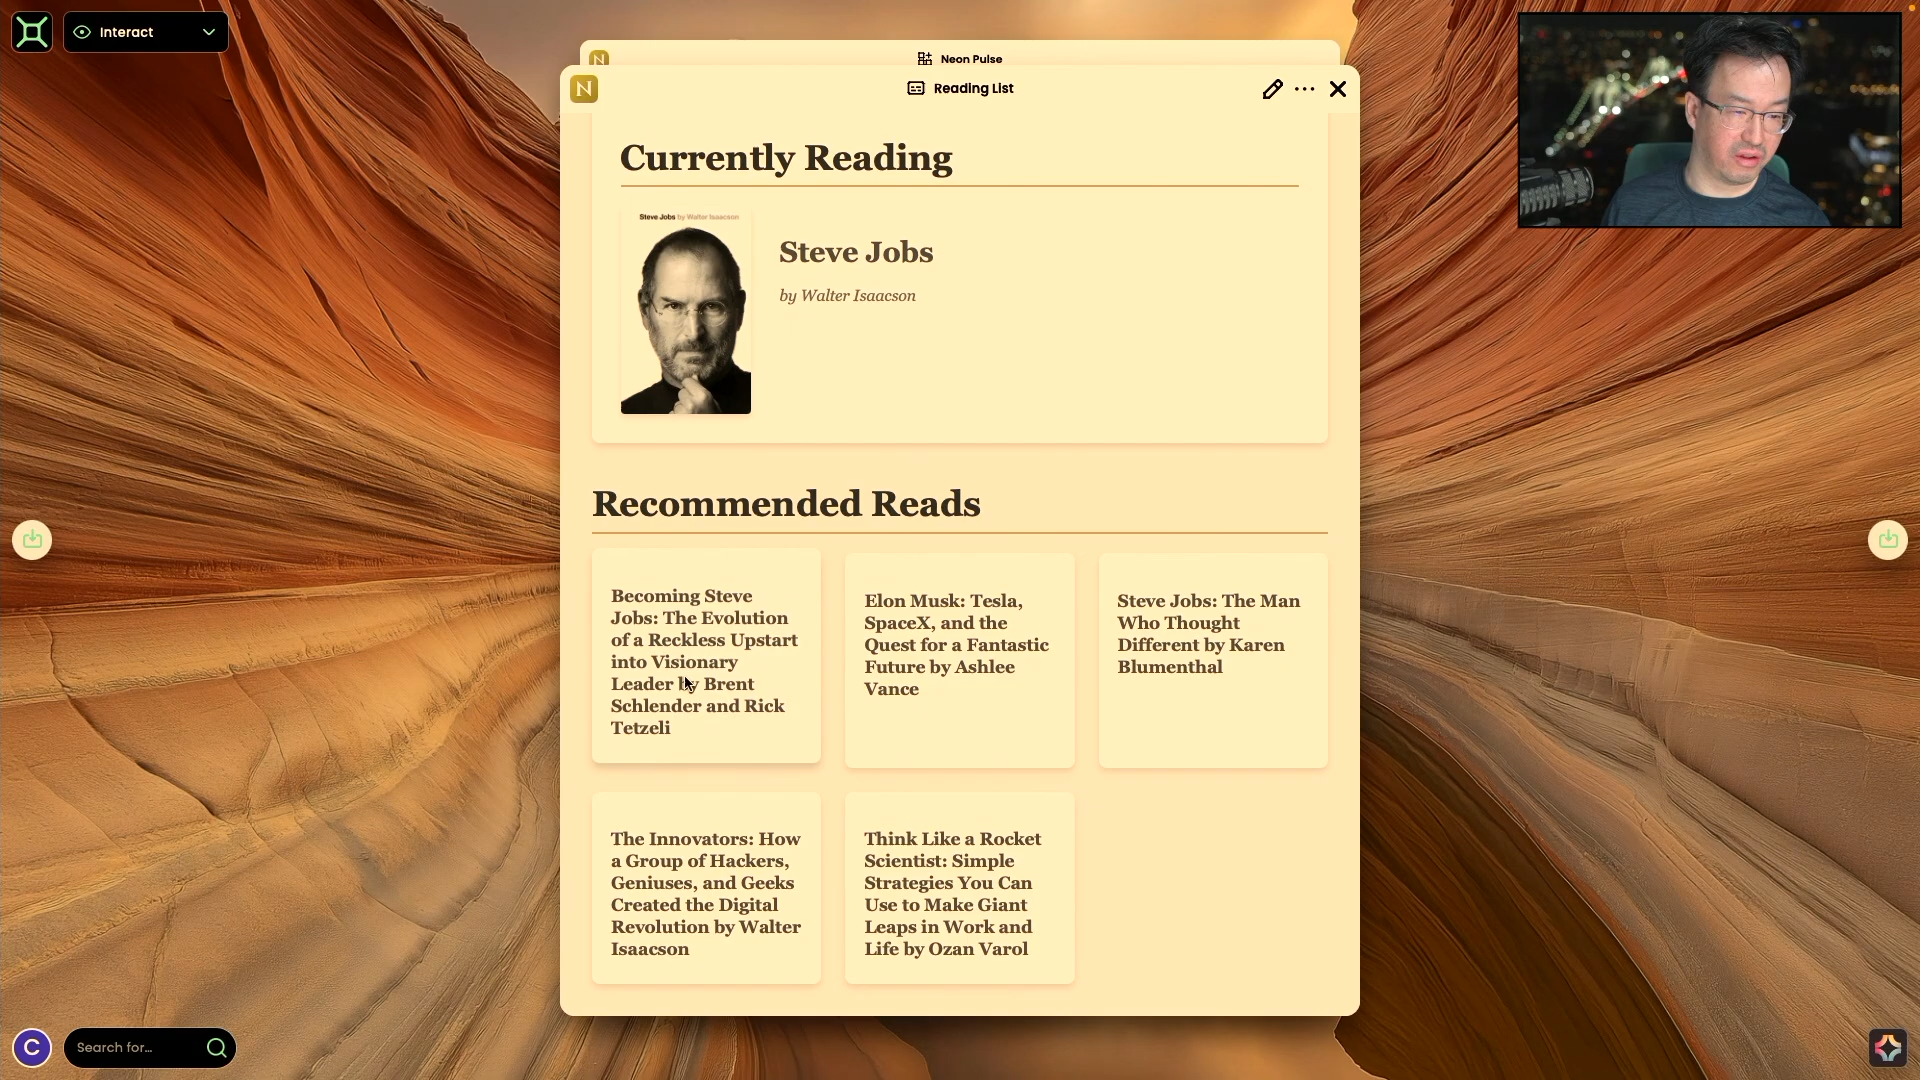 Interact
N
Neon Pulse
N
Reading List
Currently Reading
Steve Jobs by Walter Isaacson
Steve Jobs
by Walter Isaacson
Recommended Reads
Becoming Steve
Jobs: The Evolution
of a Reckless Upstart
into Visionary
Leader by Brent
Schlender and Rick
Tetzeli
Elon Musk: Tesla,
SpaceX, and the
Quest for a Fantastic
Future by Ashlee
Vance
Steve Jobs: The Man
Who Thought
Different by Karen
Blumenthal
The Innovators: How
a Group of Hackers,
Geniuses, and Geeks
Created the Digital
Revolution by Walter
Isaacson
Think Like a Rocket
Scientist: Simple
Strategies You Can
Use to Make Giant
Leaps in Work and
Life by Ozan Varol
C
Search for...